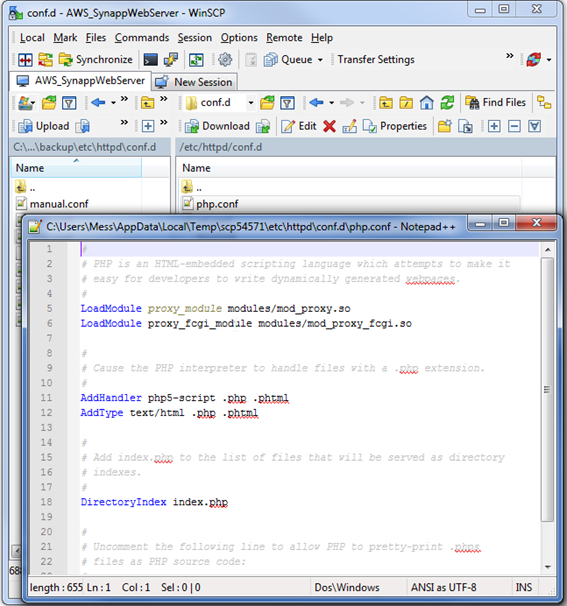 conf.d - AWS_SynappWebServer - WinSCP
Local Mark Files Commands Session Options Remote Help
Synchronize Queue Transfer Settings
AWS_SynappWebServer New Session
conf.d Find Files
Upload Download Edit Properties
C:\...\backup\etc\httpd\conf.d /etc/httpd/conf.d
Name Name
.. ..
manual.conf php.conf
C:\Users\Mess\AppData\Local\Temp\scp54571\etc\httpd\conf.d\php.conf - Notepad++
1 #
2 # PHP is an HTML-embedded scripting language which attempts to make it
3 # easy for developers to write dynamically generated webpages.
4 #
5 LoadModule proxy_module modules/mod_proxy.so
6 LoadModule proxy_fcgi_module modules/mod_proxy_fcgi.so
7
8 #
9 # Cause the PHP interpreter to handle files with a .php extension.
10 #
11 AddHandler php5-script .php .phtml
12 AddType text/html .php .phtml
13
14 #
15 # Add index.php to the list of files that will be served as directory
16 # indexes.
17 #
18 DirectoryIndex index.php
19
20 #
21 # Uncomment the following line to allow PHP to pretty-print .phps
22 # files as PHP source code:
length : 655 Ln : 1 Col : 1 Sel : 0 | 0 Dos\Windows ANSI as UTF-8 INS